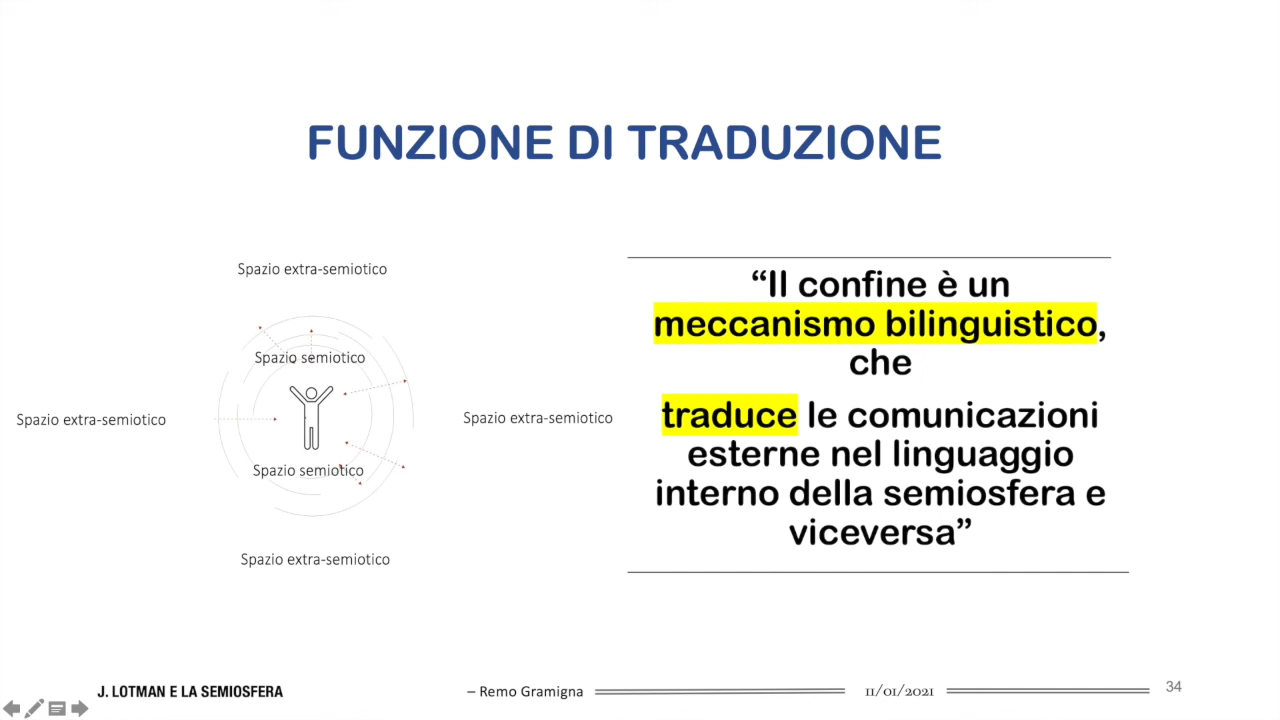 FUNZIONE DI TRADUZIONE
Spazio extra-semiotico
Spazio semiotico
Spazio extra-semiotico
Spazio extra-semiotico
Spazio semiotico
Spazio extra-semiotico
“Il confine è un
meccanismo bilinguistico,
che
traduce le comunicazioni
esterne nel linguaggio
interno della semiosfera e
viceversa”
J. LOTMAN E LA SEMIOSFERA
– Remo Gramigna
11/01/2021
34